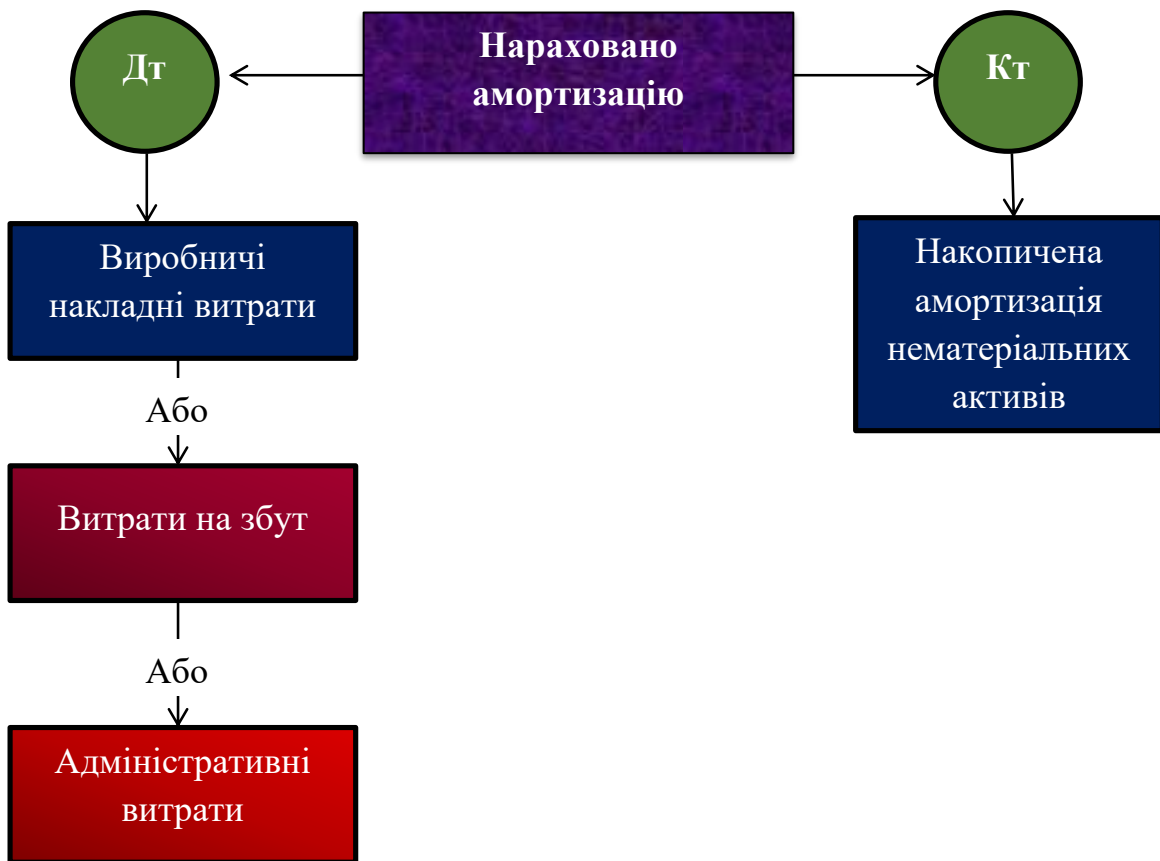 Дт
Нараховано
амортизацію
Кт
Виробничі
накладні витрати
Або
Витрати на збут
Або
Адміністративні
витрати
Накопичена
амортизація
нематеріальних
активів